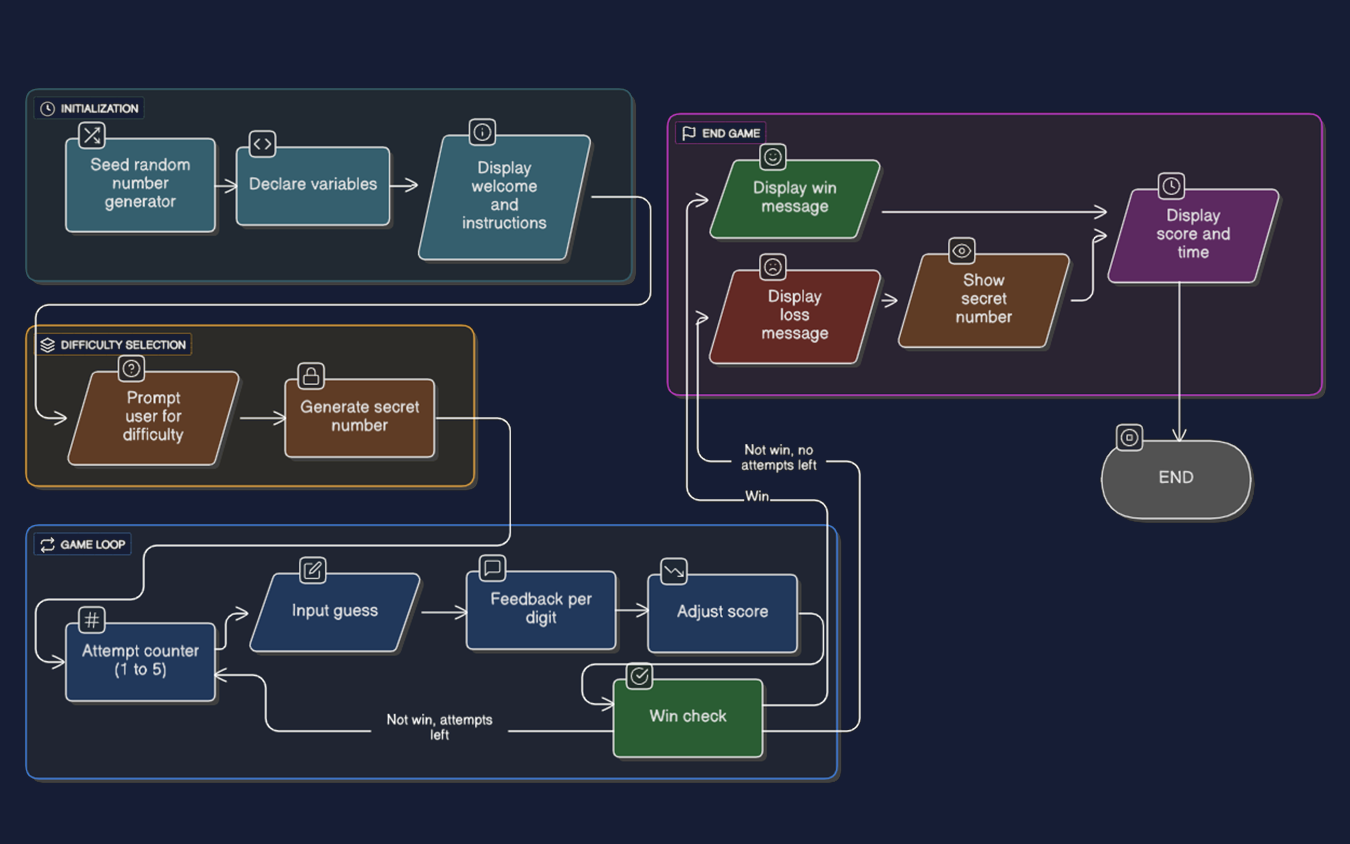 INITIALIZATION
Seed random
number
generator
Declare variables
Display
welcome
and
instructions
DIFFICULTY SELECTION
Prompt
user for
difficulty
Generate secret
number
GAME LOOP
Attempt counter
(1 to 5)
Input guess
Feedback per
digit
Adjust score
Win check
Not win, attempts
left
Win
Not win, no
attempts left
END GAME
Display win
message
Display
loss
message
Show
secret
number
Display
score and
time
END